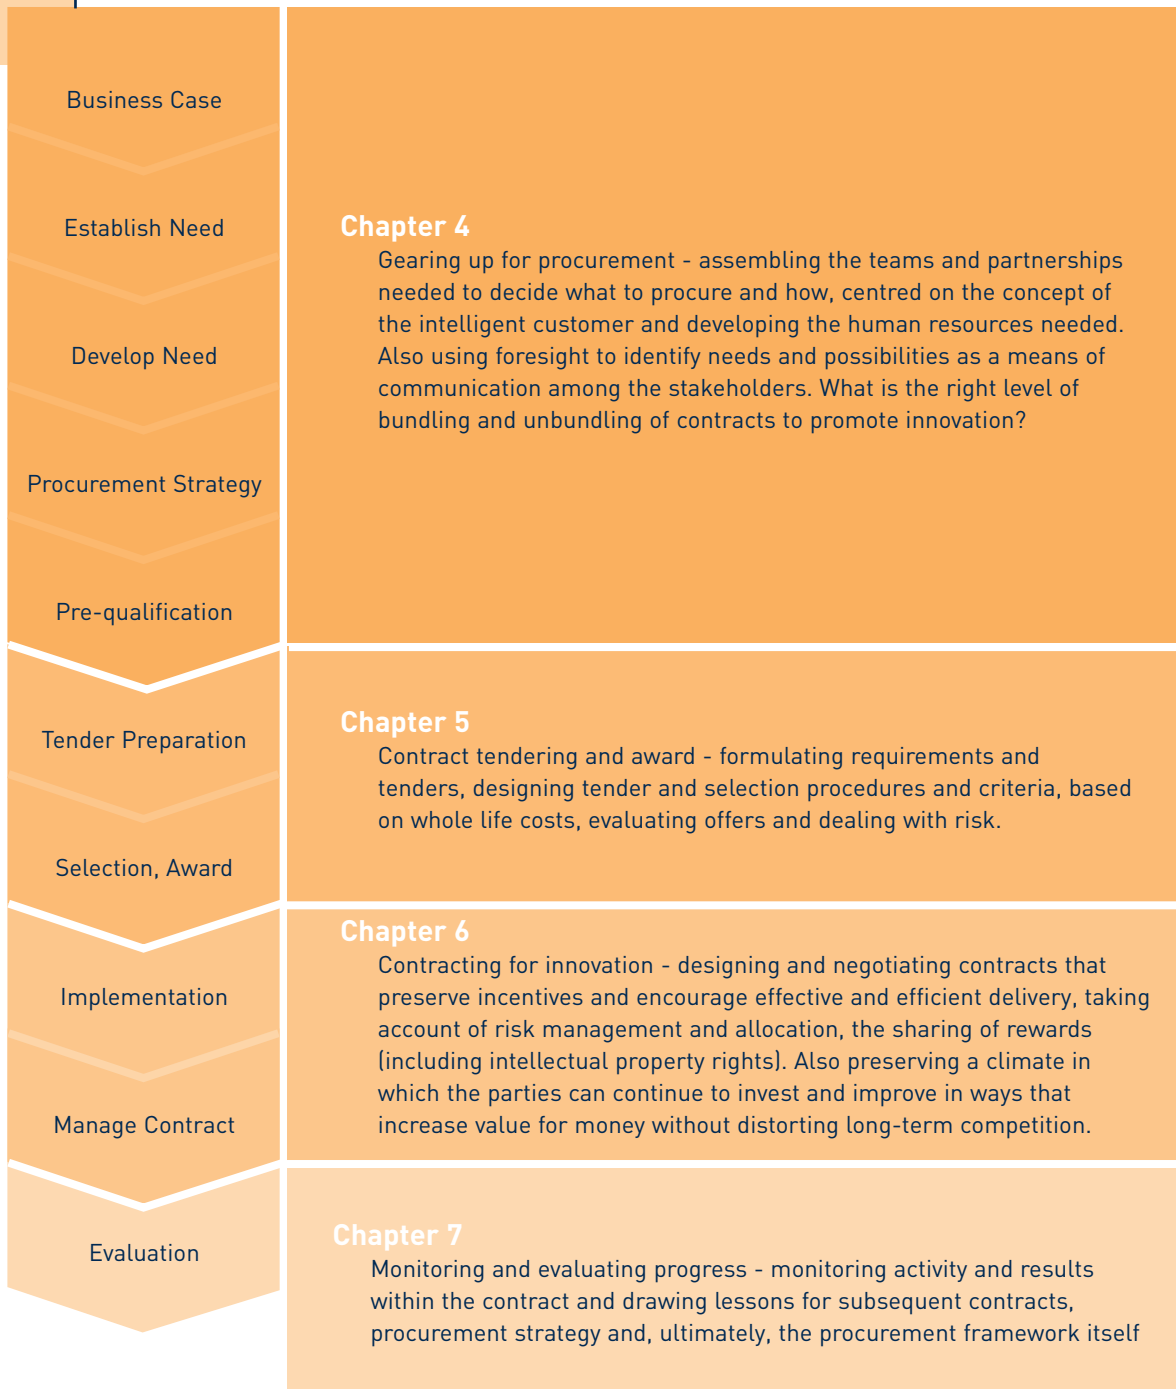 Business Case
Establish Need
Develop Need
Procurement Strategy
Pre-qualification
Chapter 4
Gearing up for procurement - assembling the teams and partnerships
needed to decide what to procure and how, centred on the concept of
the intelligent customer and developing the human resources needed.
Also using foresight to identify needs and possibilities as a means of
communication among the stakeholders. What is the right level of
bundling and unbundling of contracts to promote innovation?
Tender Preparation
Selection, Award
Chapter 5
Contract tendering and award - formulating requirements and
tenders, designing tender and selection procedures and criteria, based
on whole life costs, evaluating offers and dealing with risk.
Implementation
Manage Contract
Chapter 6
Contracting for innovation - designing and negotiating contracts that
preserve incentives and encourage effective and efficient delivery, taking
account of risk management and allocation, the sharing of rewards
(including intellectual property rights). Also preserving a climate in
which the parties can continue to invest and improve in ways that
increase value for money without distorting long-term competition.
Evaluation
Chapter 7
Monitoring and evaluating progress - monitoring activity and results
within the contract and drawing lessons for subsequent contracts,
procurement strategy and, ultimately, the procurement framework itself